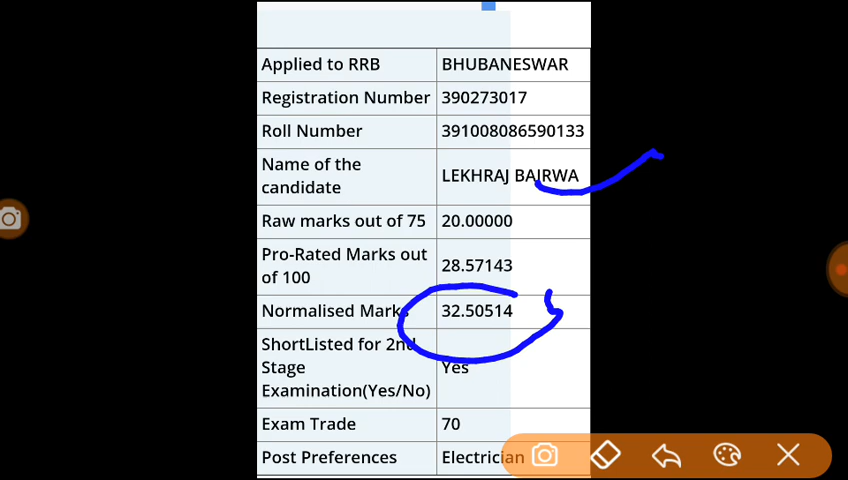 Applied to RRB BHUBANESWAR
Registration Number 390273017
Roll Number 391008086590133
Name of the
candidate LEKHRAJ BAIRWA
Raw marks out of 75 20.00000
Pro-Rated Marks out
of 100 28.57143
Normalised Marks 32.50514
ShortListed for 2nd
Stage Yes
Examination(Yes/No)
Exam Trade 70
Post Preferences Electrician